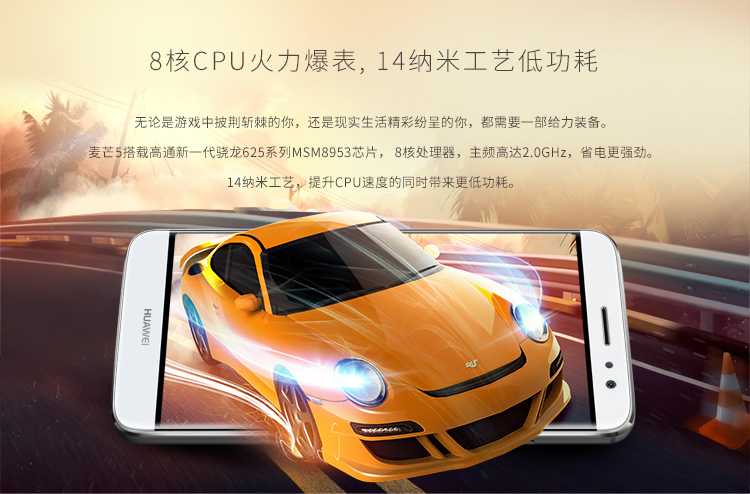 8核CPU火力爆表, 14纳米工艺低功耗
无论是游戏中披荆斩棘的你，还是现实生活精彩纷呈的你，都需要一部给力装备。
麦芒5搭载高通新一代骁龙625系列MSM8953芯片， 8核处理器，主频高达2.0GHz，省电更强劲。
14纳米工艺，提升CPU速度的同时带来更低功耗。
HUAWEI